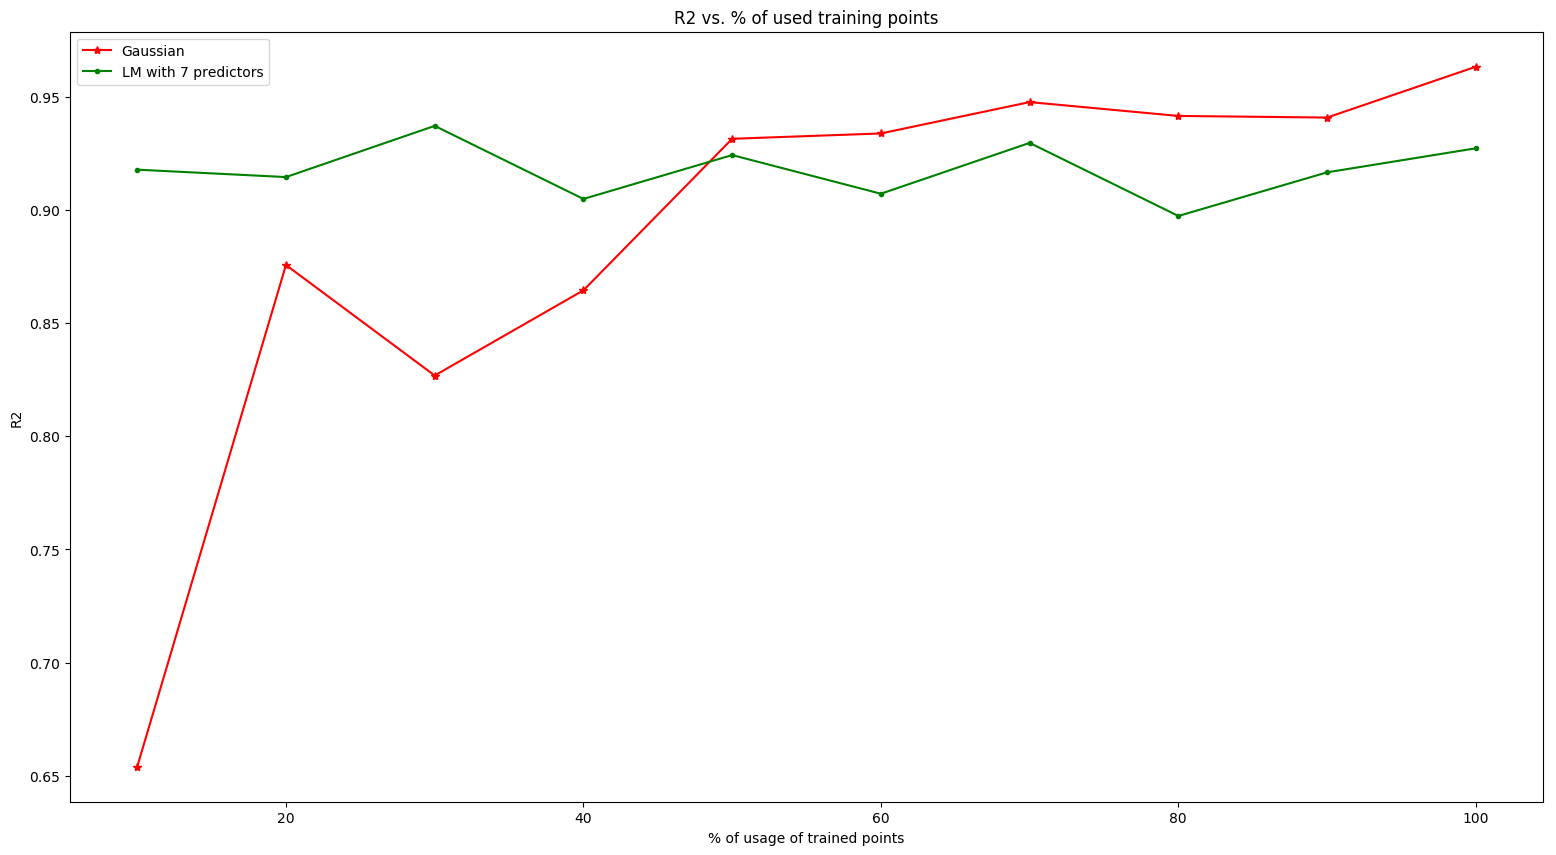 R2 vs. % of used training points
Gaussian
LM with 7 predictors
0.95
0.90
0.85
0.80
0.75
0.70
0.65
R2
20
40
60
80
100
% of usage of trained points